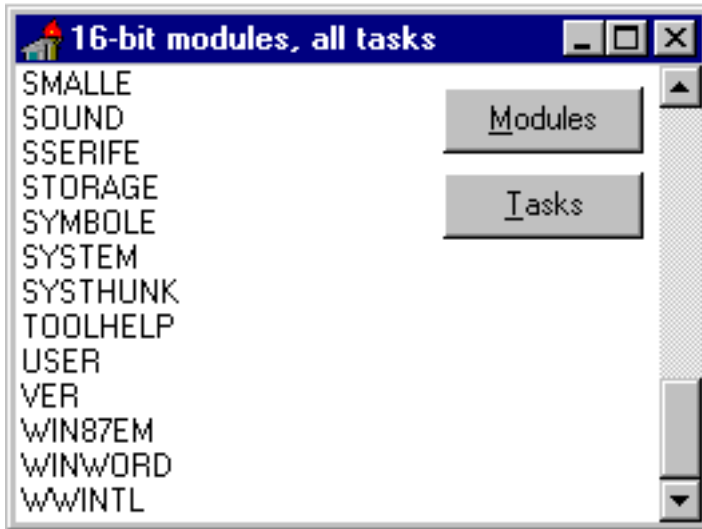 16-bit modules, all tasks
SMALLE
SOUND
SSERIFE
STORAGE
SYMBOLE
SYSTEM
SYSTHUNK
TOOLHELP
USER
VER
WIN87EM
WINWORD
WWINTL
Modules
Tasks